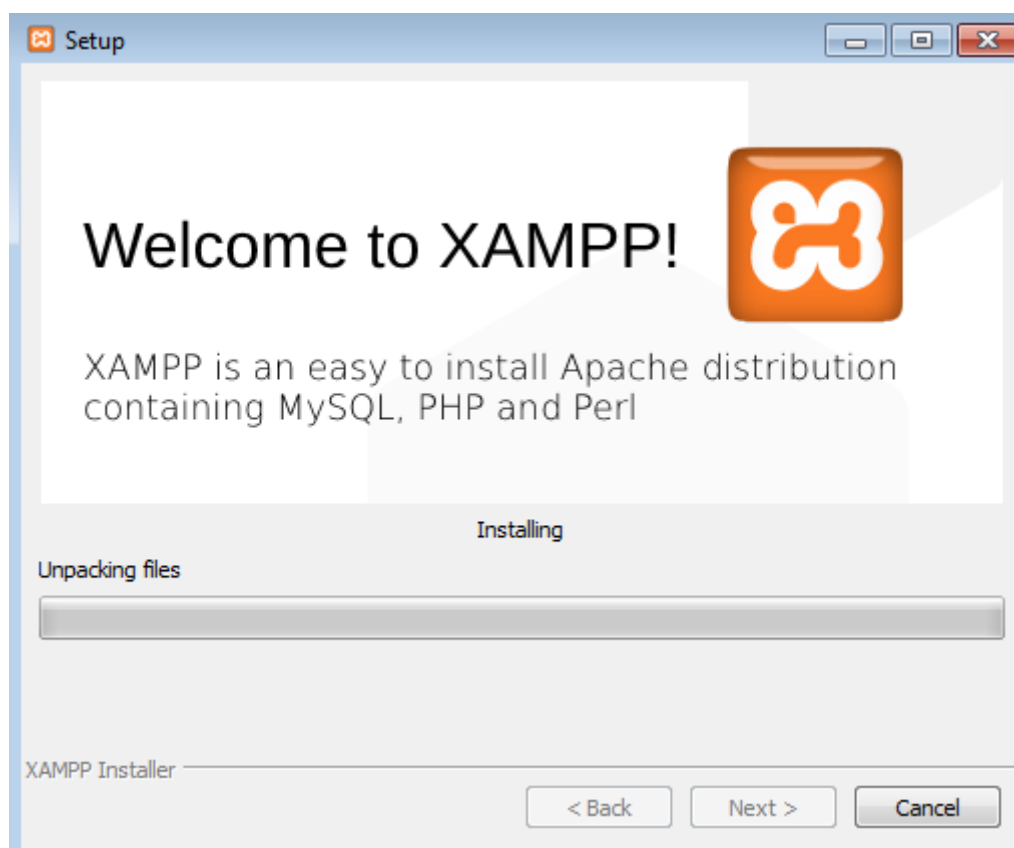 Setup
Welcome to XAMPP!
XAMPP is an easy to install Apache distribution
containing MySQL, PHP and Perl
Installing
Unpacking files
XAMPP Installer
< Back
Next >
Cancel